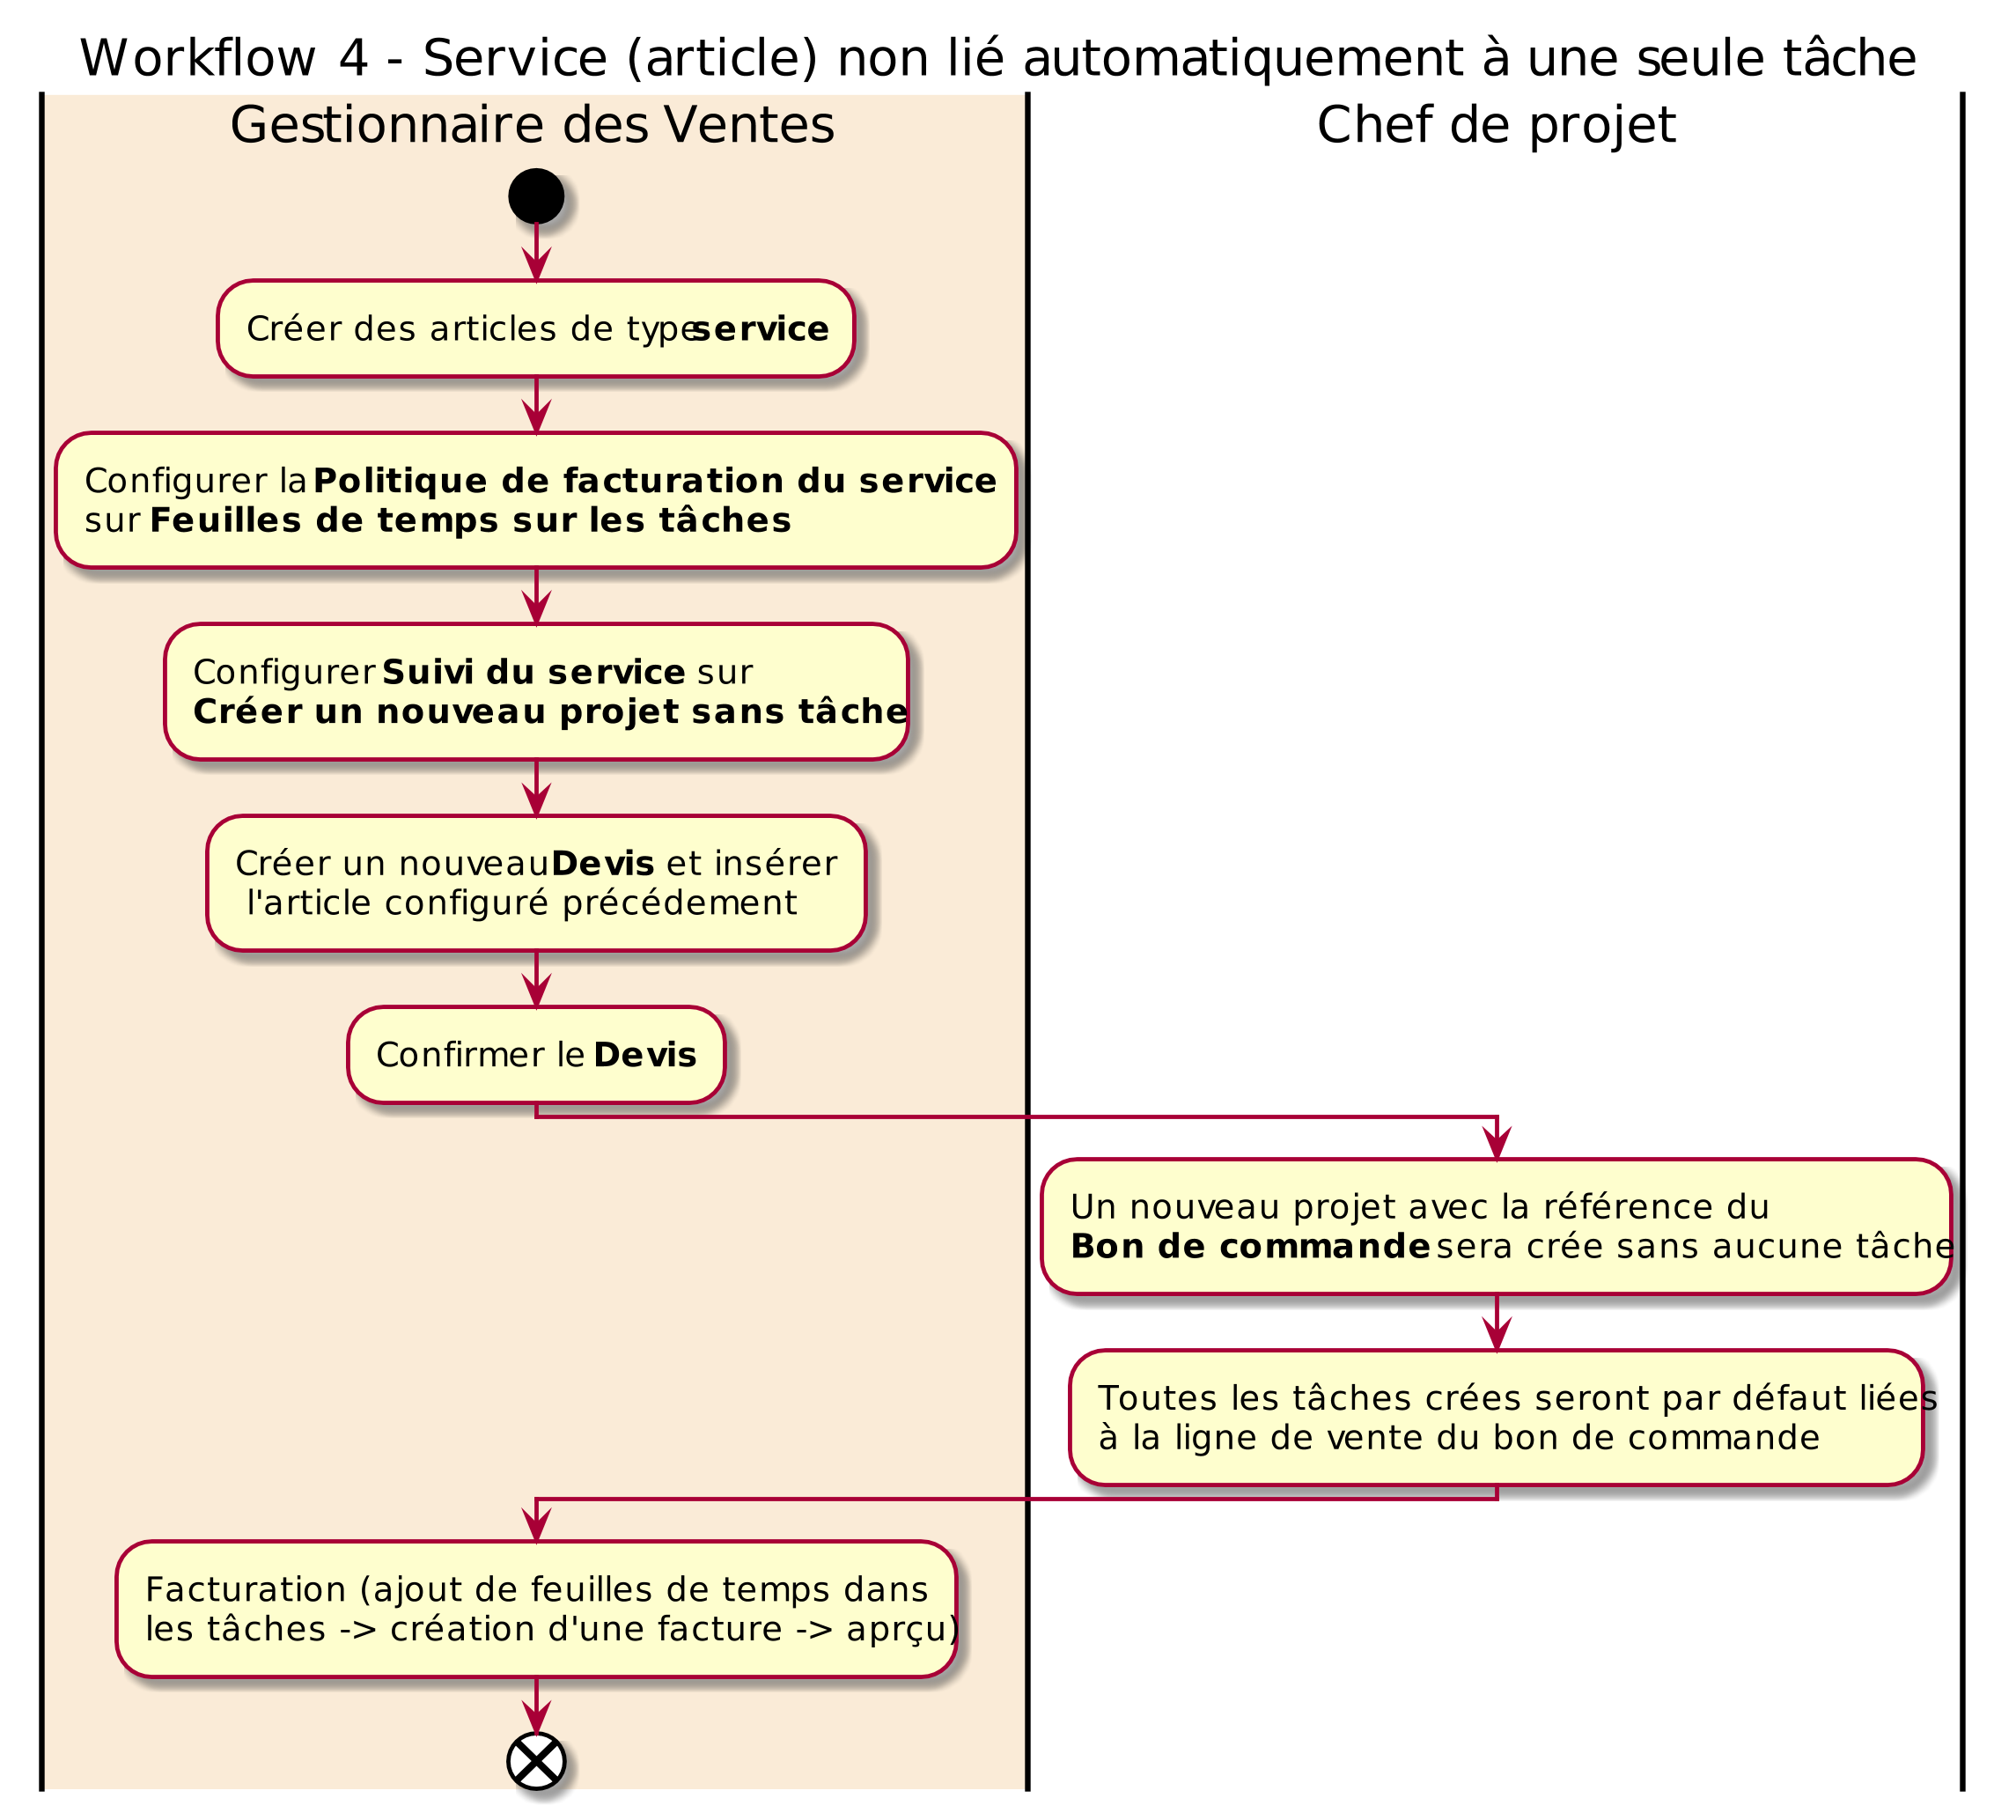 Workflow 4 - Service (article) non lié automatiquement à une seule tâche
Gestionnaire des Ventes
Chef de projet
Créer des articles de type service
Configurer la Politique de facturation du service
sur Feuilles de temps sur les tâches
Configurer Suivi du service sur
Créer un nouveau projet sans tâche
Créer un nouveau Devis et insérer
l'article configuré précédement
Confirmer le Devis
Un nouveau projet avec la référence du
Bon de commande sera crée sans aucune tâche
Toutes les tâches crées seront par défaut liées
à la ligne de vente du bon de commande
Facturation (ajout de feuilles de temps dans
les tâches -> création d'une facture -> aprçu)